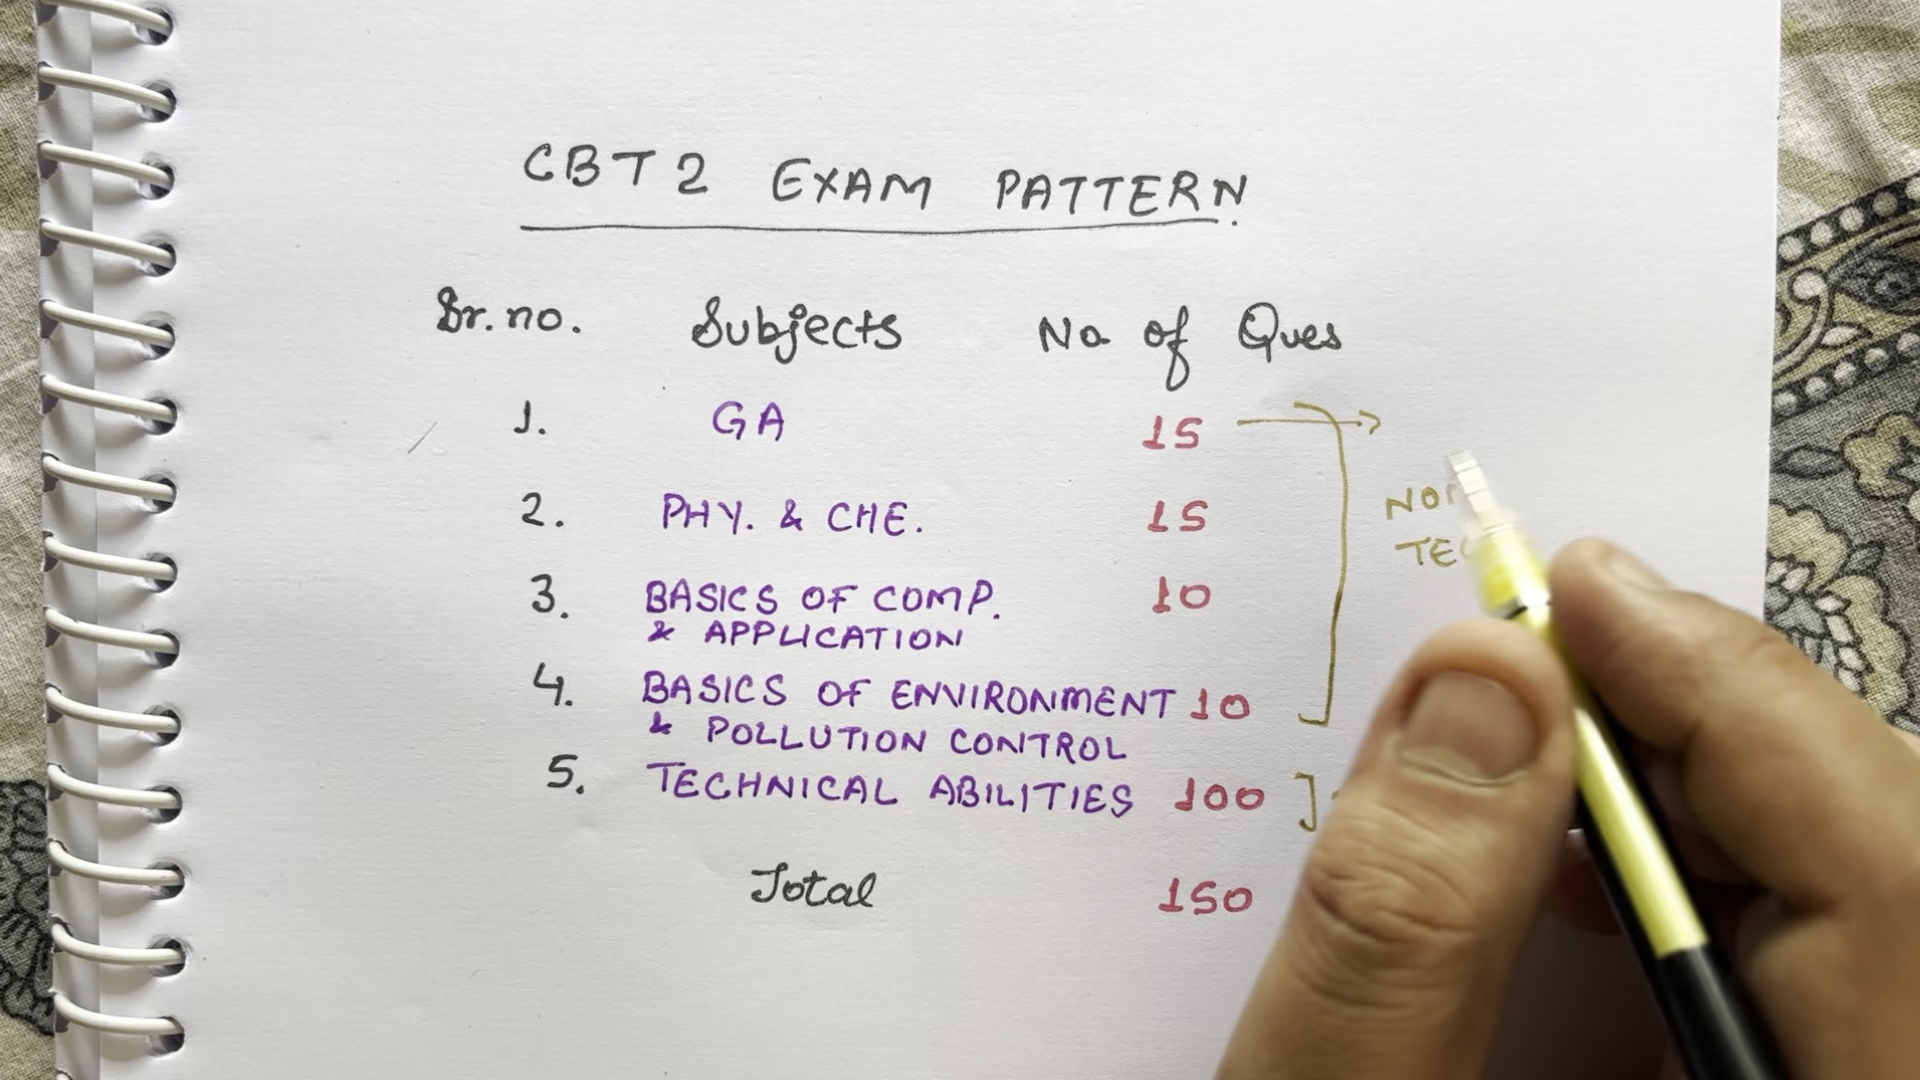 CBT 2 EXAM PATTERN.
Sr. no. Subjects No of Ques
1. GA 15
2. PHY. & CHE. 15
3. BASICS OF COMP. 10
& APPLICATION
4. BASICS OF ENVIRONMENT 10
& POLLUTION CONTROL
5. TECHNICAL ABILITIES 100
Total 150